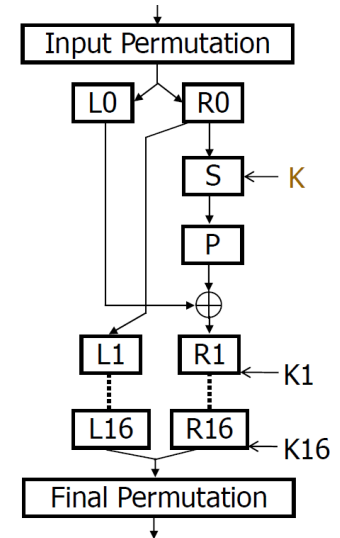 Input Permutation
L0 R0
S K
P
L1 R1
K1
L16 R16
K16
Final Permutation